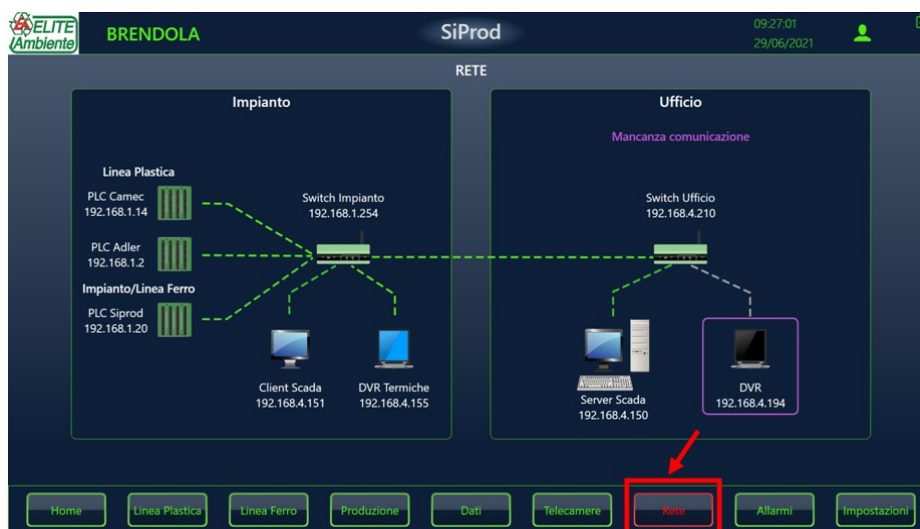 ELITE
Ambiente
BRENDOLA
SiProd
09:27:01
29/06/2021
RETE
Impianto
Linea Plastica
PLC Camec
192.168.1.14
PLC Adler
192.168.1.2
Impianto/Linea Ferro
PLC Siprod
192.168.1.20
Switch Impianto
192.168.1.254
Client Scada
192.168.4.151
DVR Termiche
192.168.4.155
Ufficio
Mancanza comunicazione
Switch Ufficio
192.168.4.210
Server Scada
192.168.4.150
DVR
192.168.4.194
Home
Linea Plastica
Linea Ferro
Produzione
Dati
Telecamere
Rete
Allarmi
Impostazioni